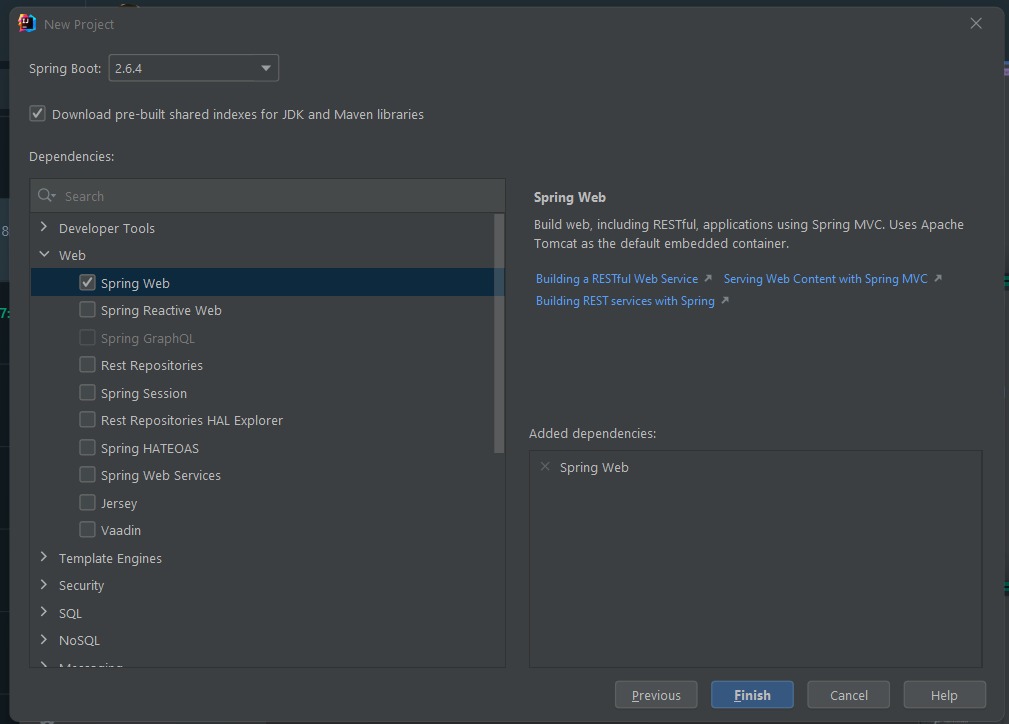 New Project
Spring Boot: 2.6.4
Download pre-built shared indexes for JDK and Maven libraries
Dependencies:
Search
Developer Tools
Web
Spring Web
Spring Reactive Web
Spring GraphQL
Rest Repositories
Spring Session
Rest Repositories HAL Explorer
Spring HATEOAS
Spring Web Services
Jersey
Vaadin
Template Engines
Security
SQL
NoSQL
Messaging
Spring Web
Build web, including RESTful, applications using Spring MVC. Uses Apache
Tomcat as the default embedded container.
Building a RESTful Web Service Serving Web Content with Spring MVC
Building REST services with Spring
Added dependencies:
Spring Web
Previous Finish Cancel Help
8
7: